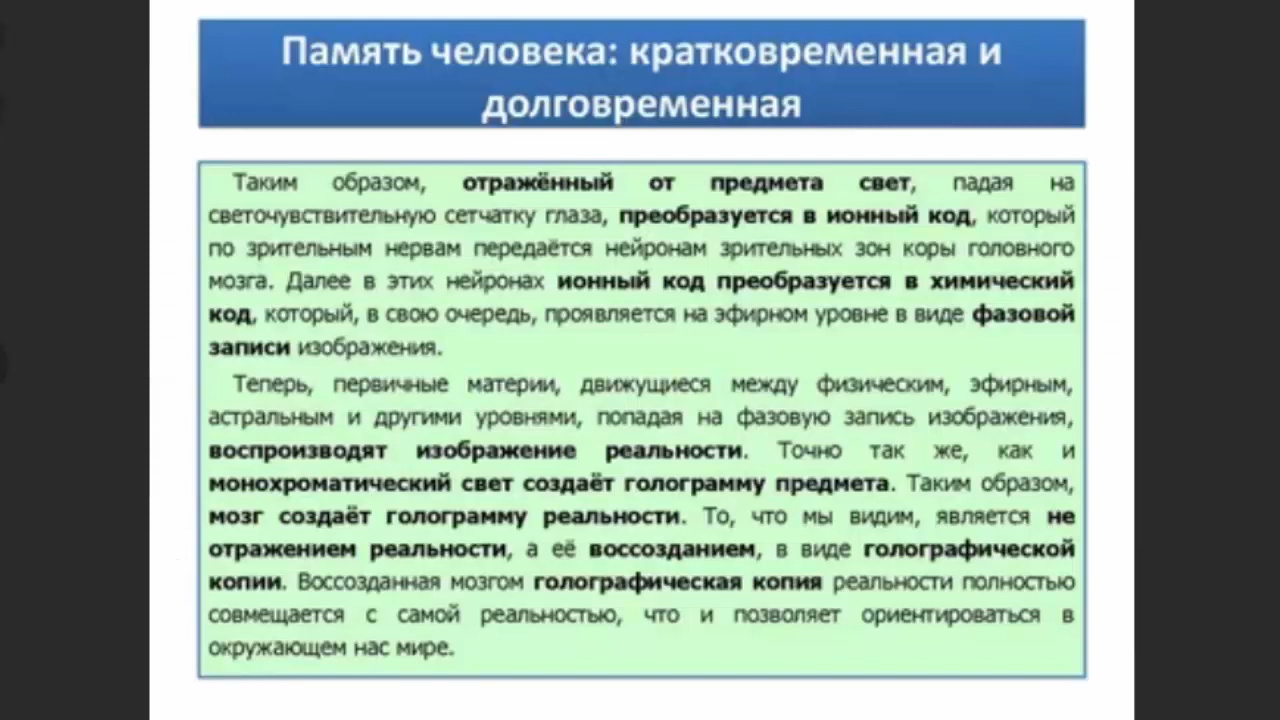 Память человека: кратковременная и
долговременная
Таким образом, отражённый от предмета свет, падая на
светочувствительную сетчатку глаза, преобразуется в ионный код, который
по зрительным нервам передаётся нейронам зрительных зон коры головного
мозга. Далее в этих нейронах ионный код преобразуется в химический
код, который, в свою очередь, проявляется на эфирном уровне в виде фазовой
записи изображения.
Теперь, первичные материи, движущиеся между физическим, эфирным,
астральным и другими уровнями, попадая на фазовую запись изображения,
воспроизводят изображение реальности. Точно так же, как и
монохроматический свет создаёт голограмму предмета. Таким образом,
мозг создаёт голограмму реальности. То, что мы видим, является не
отражением реальности, а её воссозданием, в виде голографической
копии. Воссозданная мозгом голографическая копия реальности полностью
совмещается с самой реальностью, что и позволяет ориентироваться в
окружающем нас мире.